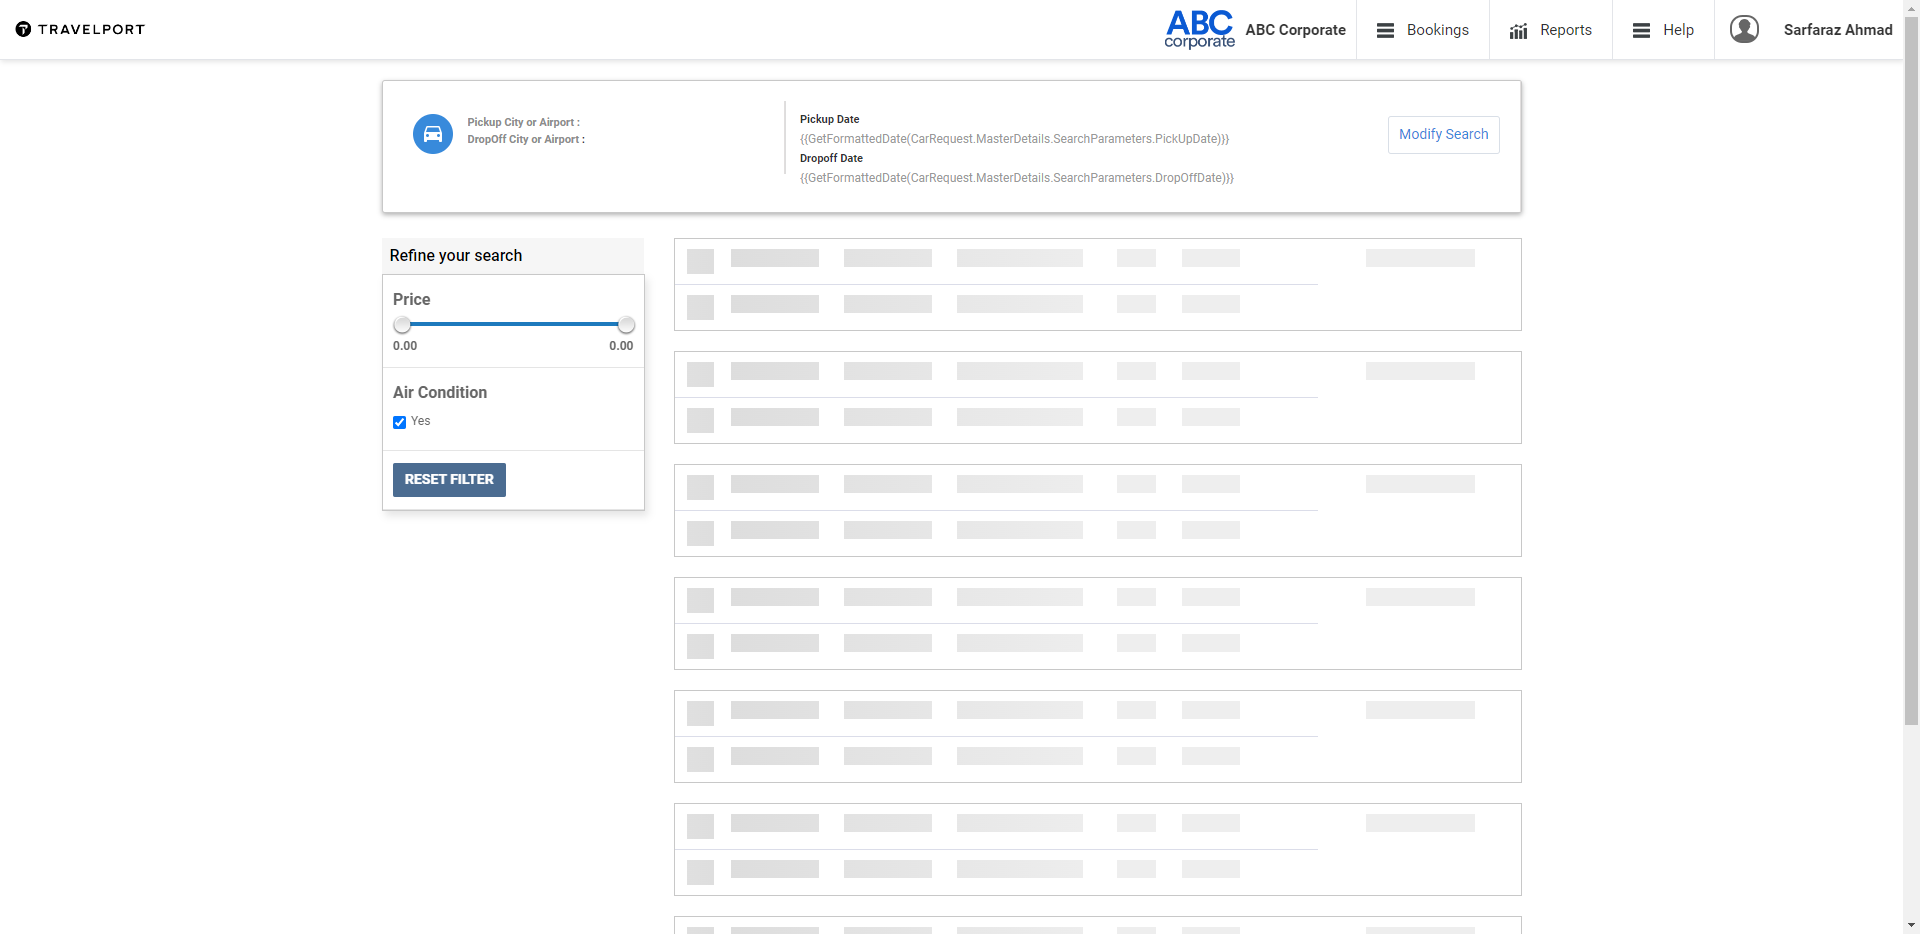 TRAVELPORT
ABC
corporate
ABC Corporate
Bookings
Reports
Help
Sarfaraz Ahmad
Pickup City or Airport :
DropOff City or Airport :
Pickup Date
{{GetFormattedDate(CarRequest.MasterDetails.SearchParameters.PickUpDate)}}
Dropoff Date
{{GetFormattedDate(CarRequest.MasterDetails.SearchParameters.DropOffDate)}}
Modify Search
Refine your search
Price
0.00 0.00
Air Condition
Yes
RESET FILTER